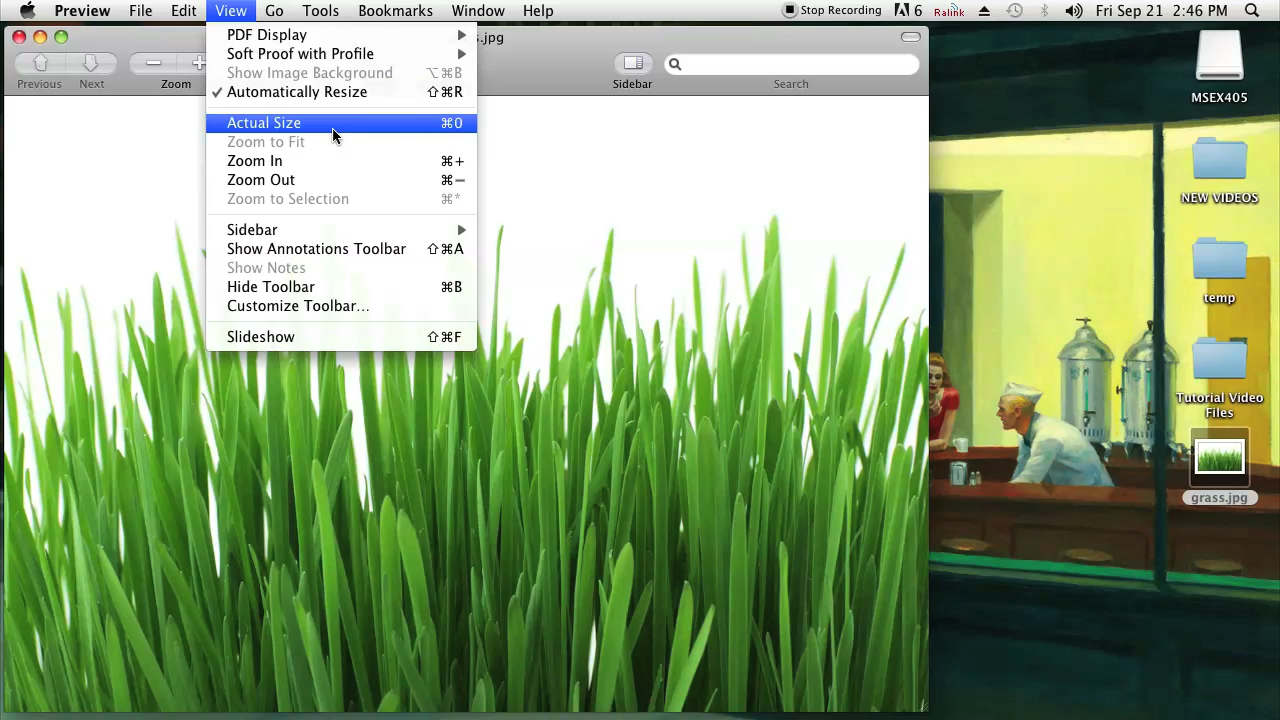 Preview File Edit View Go Tools Bookmarks Window Help Stop Recording 6 Ralink Fri Sep 21 2:46 PM
s.jpg
Previous Next Zoom Sidebar Search
PDF Display
Soft Proof with Profile
Show Image Background ⌥⌘B
✓ Automatically Resize ⇧⌘R
Actual Size ⌘0
Zoom to Fit
Zoom In ⌘+
Zoom Out ⌘−
Zoom to Selection ⌘*
Sidebar
Show Annotations Toolbar ⇧⌘A
Show Notes
Hide Toolbar ⌘B
Customize Toolbar...
Slideshow ⇧⌘F
MSEX405
NEW VIDEOS
temp
Tutorial Video
Files
grass.jpg